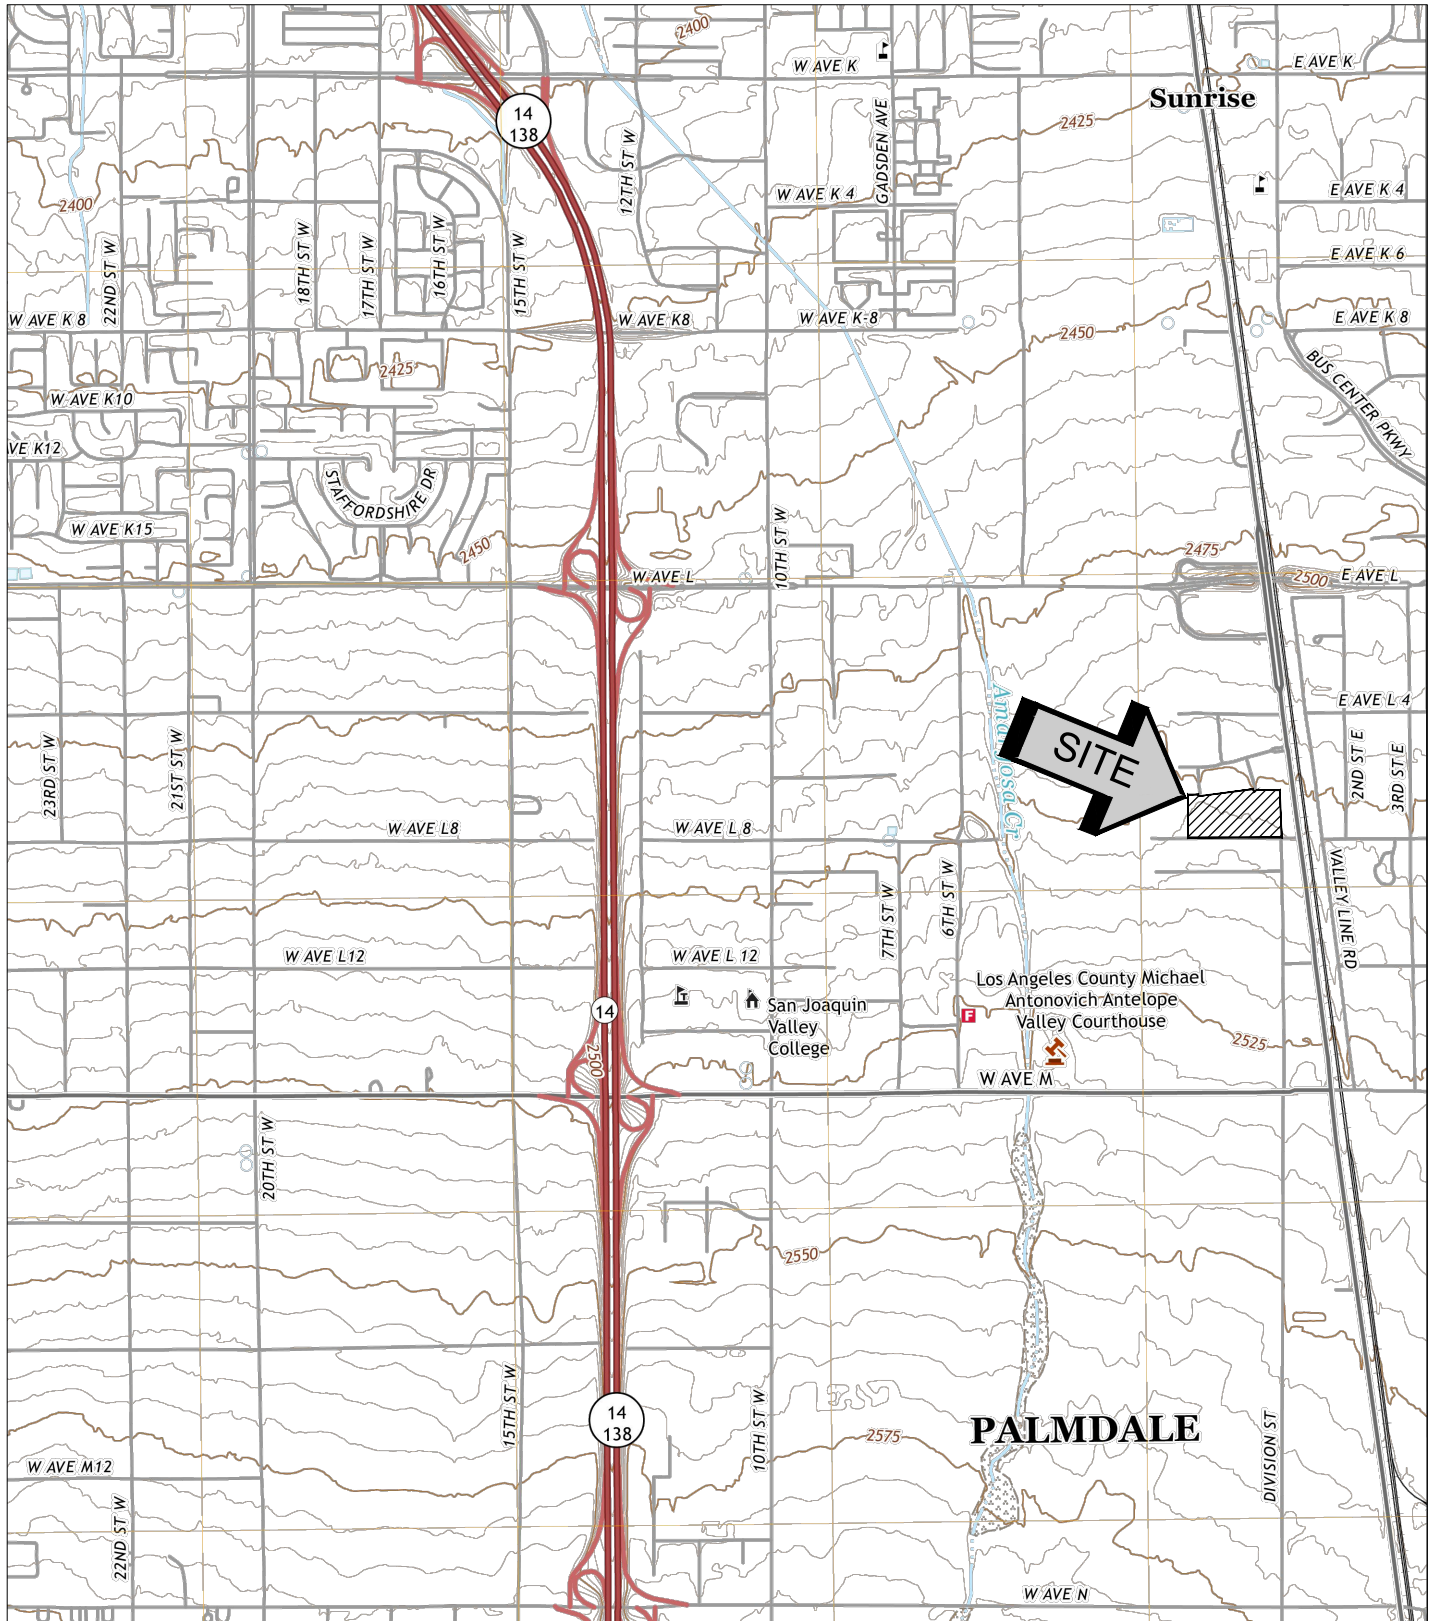 2400
W AVE K
E AVE K
Sunrise
14
138
2425
GADSDEN AVE
12TH ST W
W AVE K 4
E AVE K 4
2400
22ND ST W
18TH ST W
17TH ST W
16TH ST W
15TH ST W
E AVE K 6
W AVE K 8
W AVE K8
W AVE K-8
E AVE K 8
2450
2425
BUS CENTER PKWY
W AVE K10
VE K12
STAFFORDSHIRE DR
W AVE K15
2450
10TH ST W
2475
W AVE L
2500
E AVE L
E AVE L 4
23RD ST W
21ST ST W
SITE
2ND ST E
3RD ST E
W AVE L8
W AVE L 8
VALLEY LINE RD
7TH ST W
6TH ST W
W AVE L12
W AVE L 12
Los Angeles County Michael
Antonovich Antelope
Valley Courthouse
San Joaquin
Valley
College
F
14
2500
2525
W AVE M
20TH ST W
2550
15TH ST W
10TH ST W
14
138
2575
PALMDALE
DIVISION ST
W AVE M12
22ND ST W
W AVE N